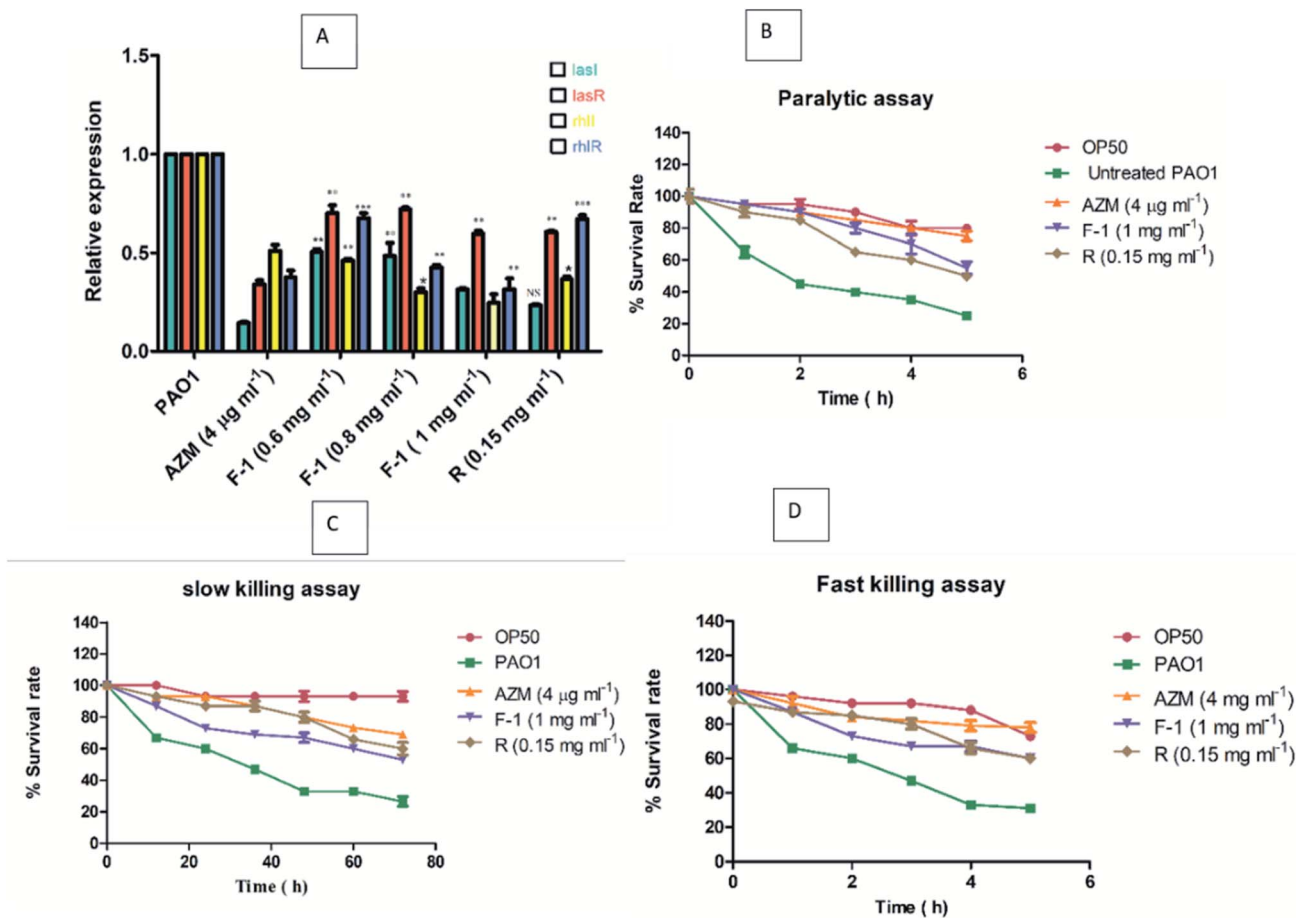 A
1.5
1.0
0.5
0.0
Relative expression
lasI
lasR
rhlI
rhlR
**
***
**
**
**
**
*
**
**
**
NS
**
*
***
PAO1
AZM (4 µg ml-1)
F-1 (0.6 mg ml-1)
F-1 (0.8 mg ml-1)
F-1 ( 1 mg ml-1)
R (0.15 mg ml-1)
B
Paralytic assay
140
120
100
80
60
40
20
0
% Survival Rate
0 2 4 6
Time ( h)
OP50
Untreated PAO1
AZM (4 µg ml-1)
F-1 (1 mg ml-1)
R (0.15 mg ml-1)
C
slow killing assay
140
120
100
80
60
40
20
0
% Survival rate
0 20 40 60 80
Time ( h)
OP50
PAO1
AZM (4 µg ml-1)
F-1 (1 mg ml-1)
R (0.15 mg ml-1)
D
Fast killing assay
140
120
100
80
60
40
20
0
% Survival rate
0 2 4 6
Time ( h)
OP50
PAO1
AZM (4 mg ml-1)
F-1 (1 mg ml-1)
R (0.15 mg ml-1)